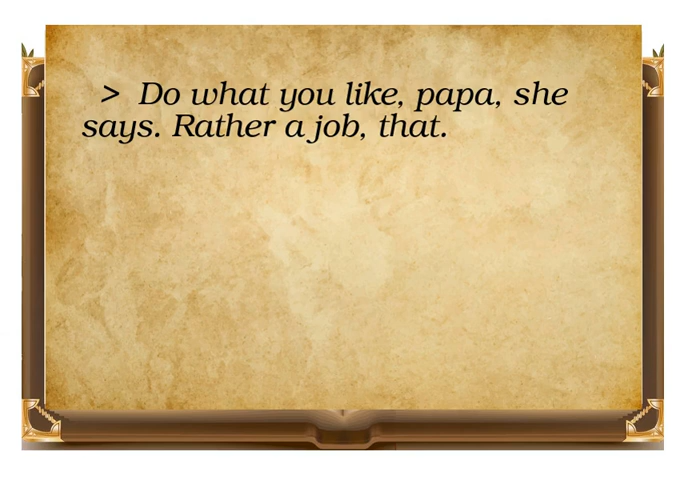 > Do what you like, papa, she
says. Rather a job, that.